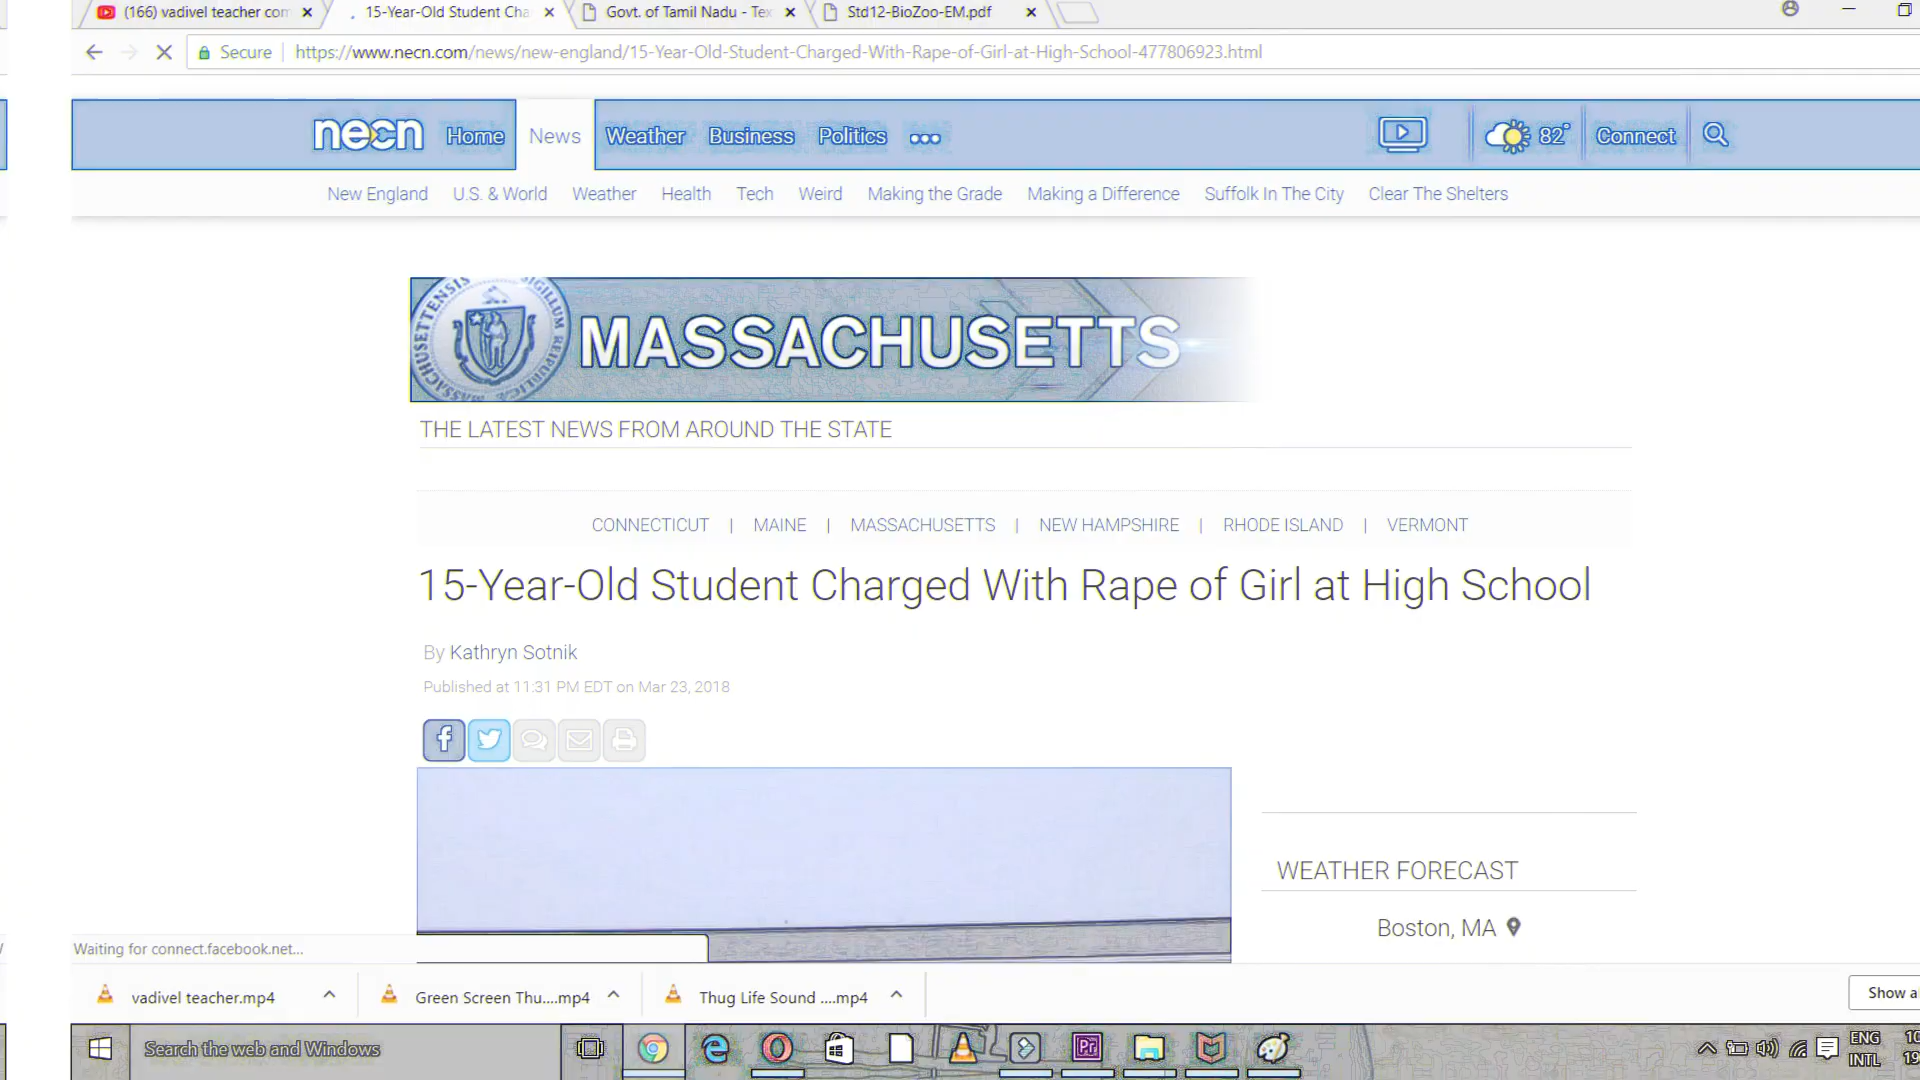 (166) vadivel teacher com
15-Year-Old Student Cha
Govt. of Tamil Nadu - Tex
Std12-BioZoo-EM.pdf
Secure
https://www.necn.com/news/new-england/15-Year-Old-Student-Charged-With-Rape-of-Girl-at-High-School-477806923.html
necn Home News Weather Business Politics
82° Connect
New England U.S. & World Weather Health Tech Weird Making the Grade Making a Difference Suffolk In The City Clear The Shelters
MASSACHUSETTS
THE LATEST NEWS FROM AROUND THE STATE
CONNECTICUT | MAINE | MASSACHUSETTS | NEW HAMPSHIRE | RHODE ISLAND | VERMONT
15-Year-Old Student Charged With Rape of Girl at High School
By Kathryn Sotnik
Published at 11:31 PM EDT on Mar 23, 2018
WEATHER FORECAST
Boston, MA
Waiting for connect.facebook.net...
vadivel teacher.mp4
Green Screen Thu....mp4
Thug Life Sound ....mp4
Show al
Search the web and Windows
Pr
ENG
INTL
10
19